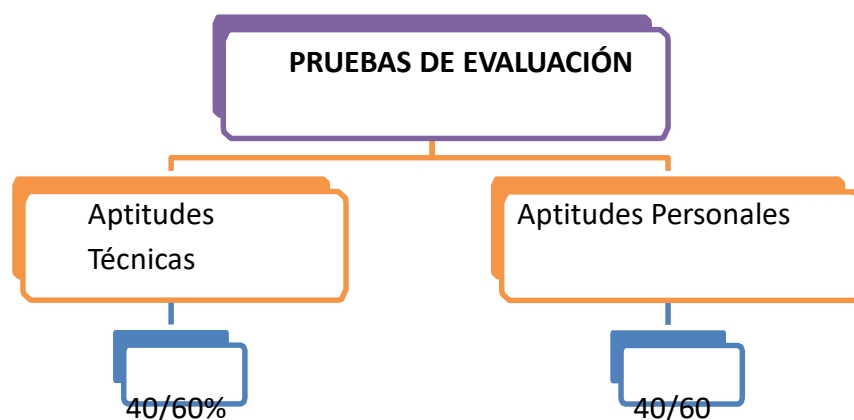 PRUEBAS DE EVALUACIÓN
Aptitudes
Técnicas
Aptitudes Personales
40/60%
40/60